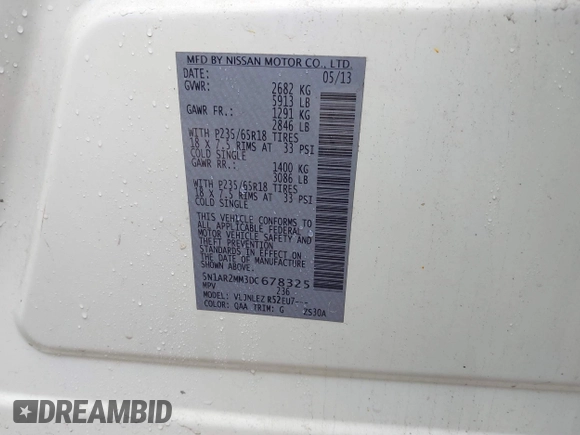 MFD BY NISSAN MOTOR CO., LTD.
DATE: 05/13
GVWR: 2682 KG
5913 LB
GAWR FR.: 1291 KG
2846 LB
WITH P235/65R18 TIRES
18 X 7.5 RIMS AT 33 PSI
COLD SINGLE
GAWR RR.: 1400 KG
3086 LB
WITH P235/65R18 TIRES
18 X 7.5 RIMS AT 33 PSI
COLD SINGLE
THIS VEHICLE CONFORMS TO
ALL APPLICABLE FEDERAL
MOTOR VEHICLE SAFETY AND
THEFT PREVENTION
STANDARDS IN EFFECT ON
THE DATE OF MANUFACTURE
SHOWN ABOVE.
5N1AR2MM3DC678325
MPV 236
MODEL: VLJNLEZ R52EU7---
COLOR: QAA TRIM: G 2S30A
DREAMBID